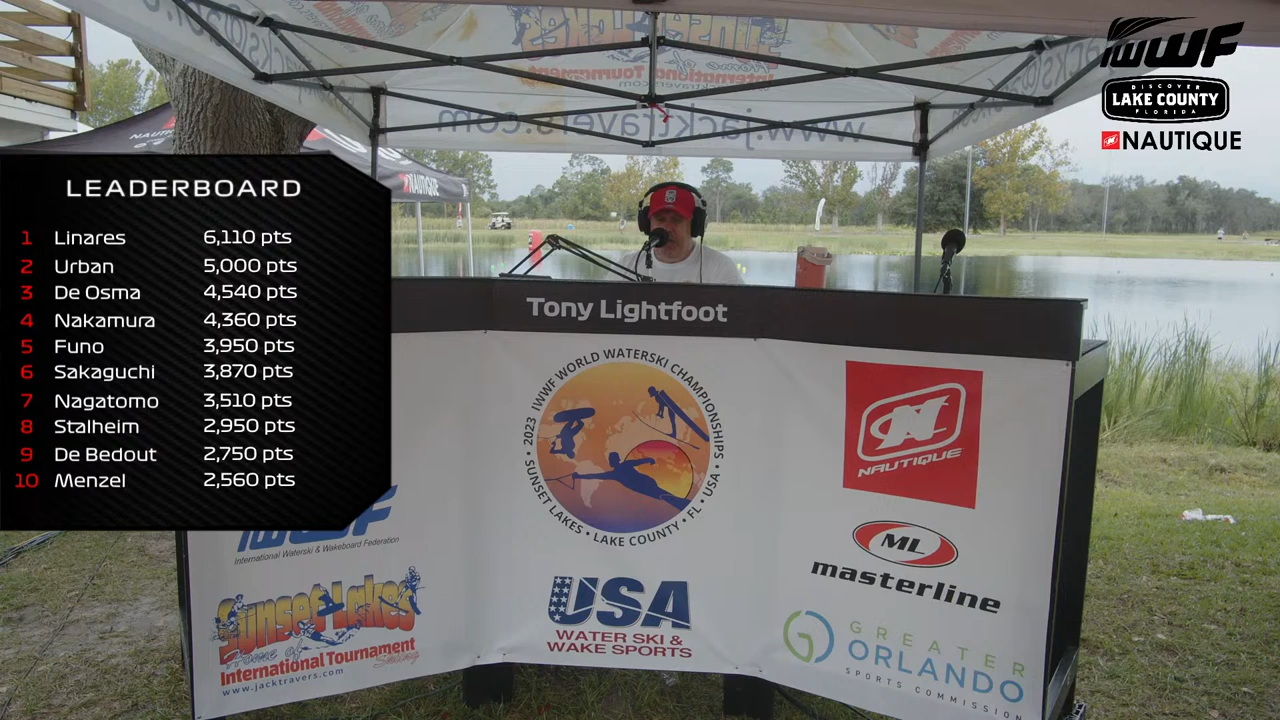 IWWF
DISCOVER
LAKE COUNTY
FLORIDA
NAUTIQUE
www.jacktravers.com
NAUTIQUE
LEADERBOARD
1 Linares 6,110 pts
2 Urban 5,000 pts
3 De Osma 4,540 pts
4 Nakamura 4,360 pts
5 Funo 3,950 pts
6 Sakaguchi 3,870 pts
7 Nagatomo 3,510 pts
8 Stalheim 2,950 pts
9 De Bedout 2,750 pts
10 Menzel 2,560 pts
Tony Lightfoot
2023 IWWF WORLD WATERSKI CHAMPIONSHIPS
SUNSET LAKES • LAKE COUNTY • FL • USA
NAUTIQUE
ML
masterline
IWWF
International Waterski & Wakeboard Federation
Sunset Lakes
Home of
International Tournament
Skiing
www.jacktravers.com
USA
WATER SKI &
WAKE SPORTS
GREATER
ORLANDO
SPORTS COMMISSION